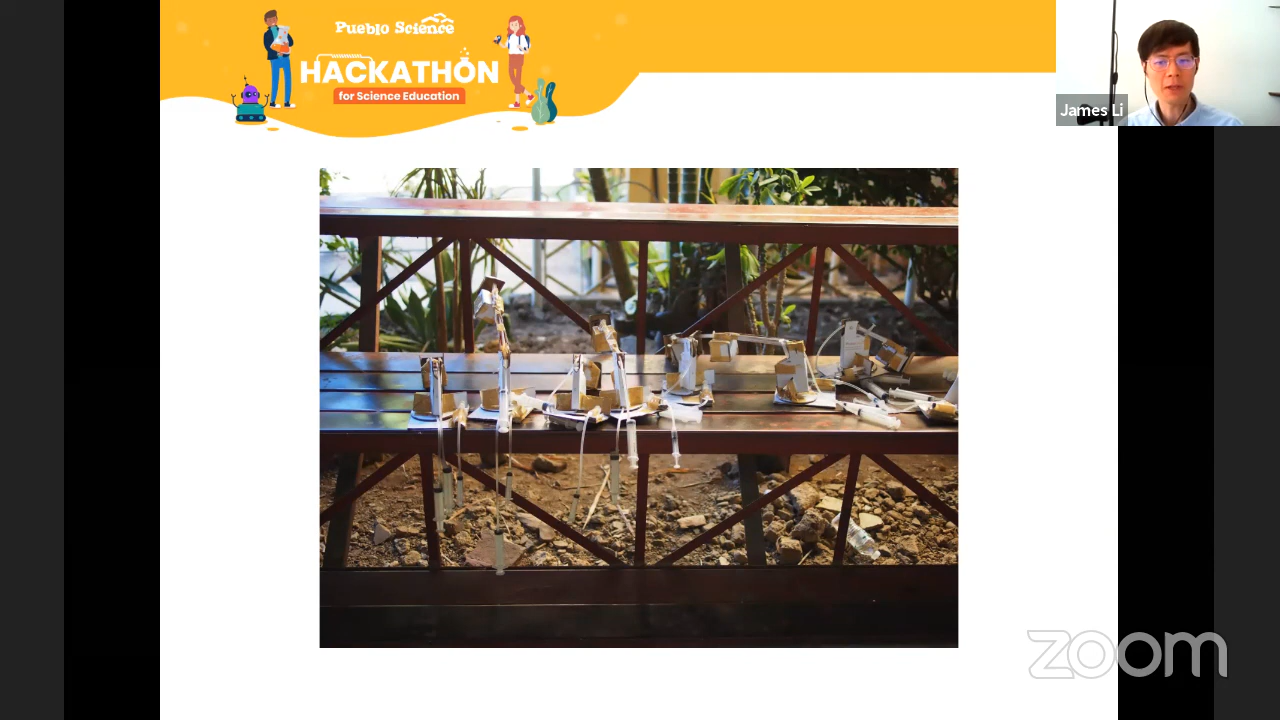 Pueblo Science
HACKATHON
for Science Education
James Li
zoom